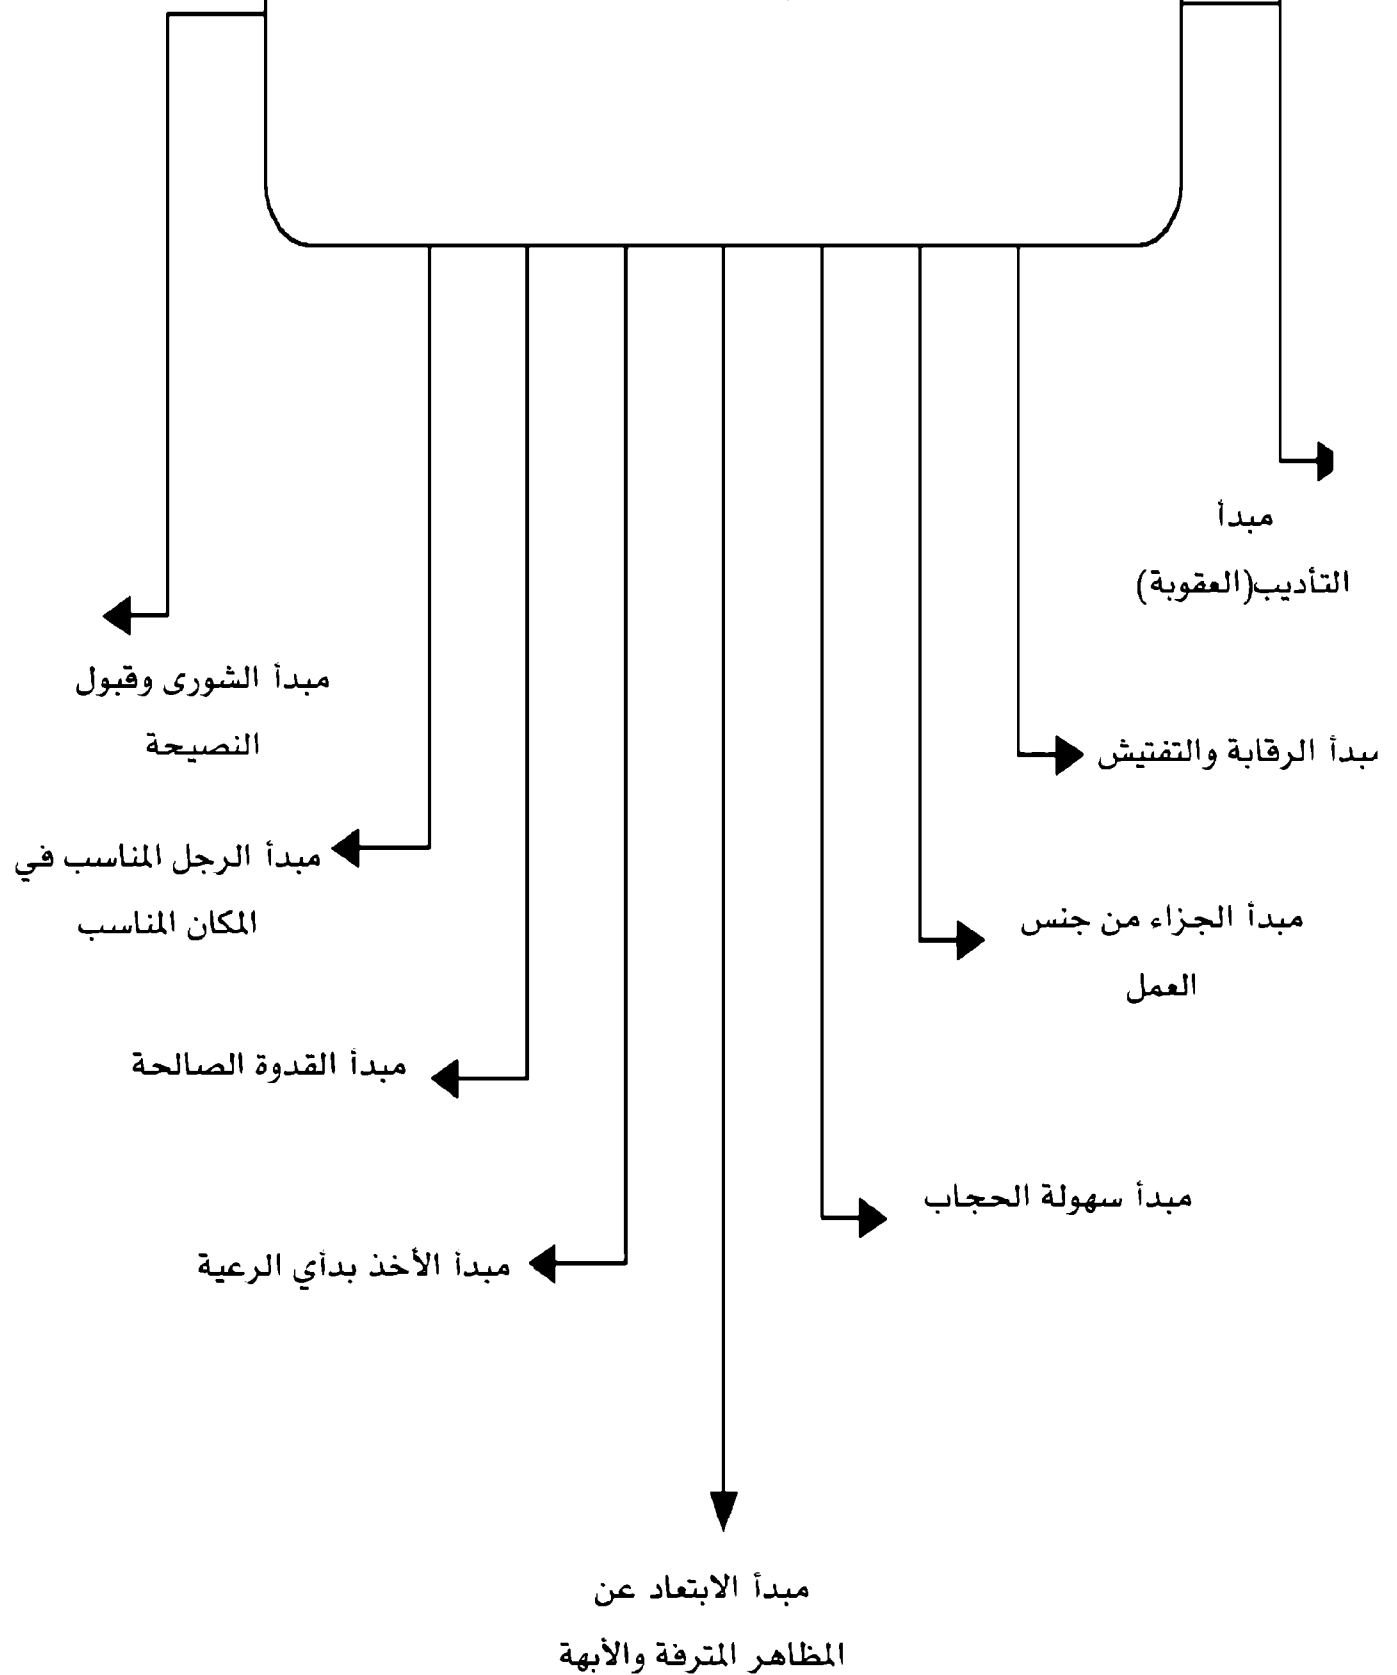 مبدأ
التأديب(العقوبة)
مبدأ الشورى وقبول
النصيحة
مبدأ الرقابة والتفتيش
مبدأ الرجل المناسب في
المكان المناسب
مبدأ الجزاء من جنس
العمل
مبدأ القدوة الصالحة
مبدأ سهولة الحجاب
مبدأ الأخذ بدأي الرعية
مبدأ الابتعاد عن
المظاهر المترفة والأبهة